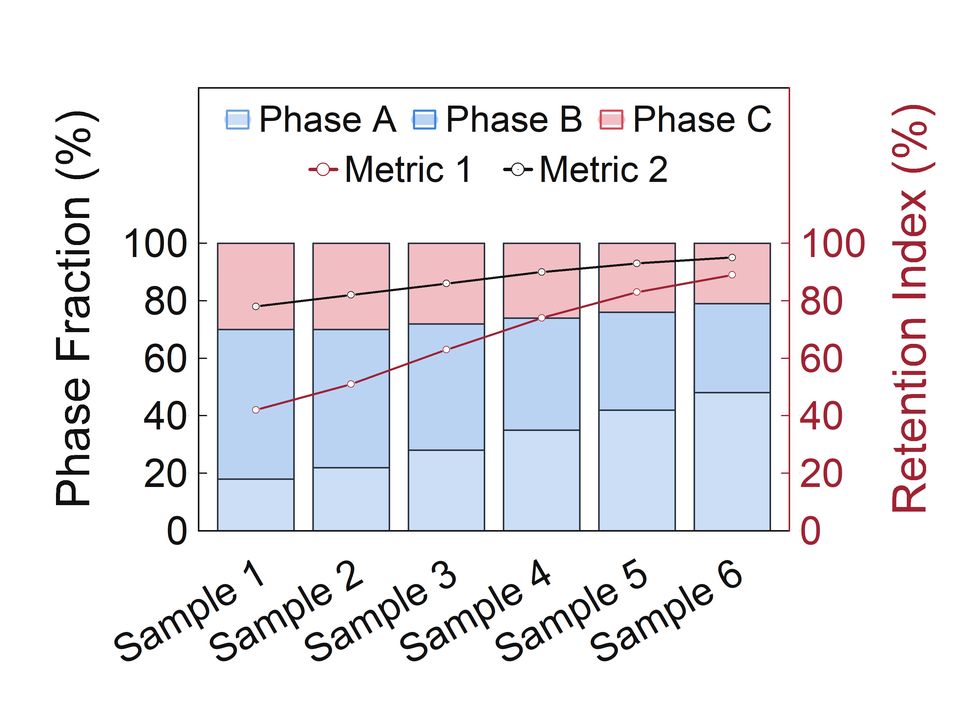 Phase A Phase B Phase C
Metric 1 Metric 2
Phase Fraction (%)
100
80
60
40
20
0
Retention Index (%)
100
80
60
40
20
0
Sample 1
Sample 2
Sample 3
Sample 4
Sample 5
Sample 6